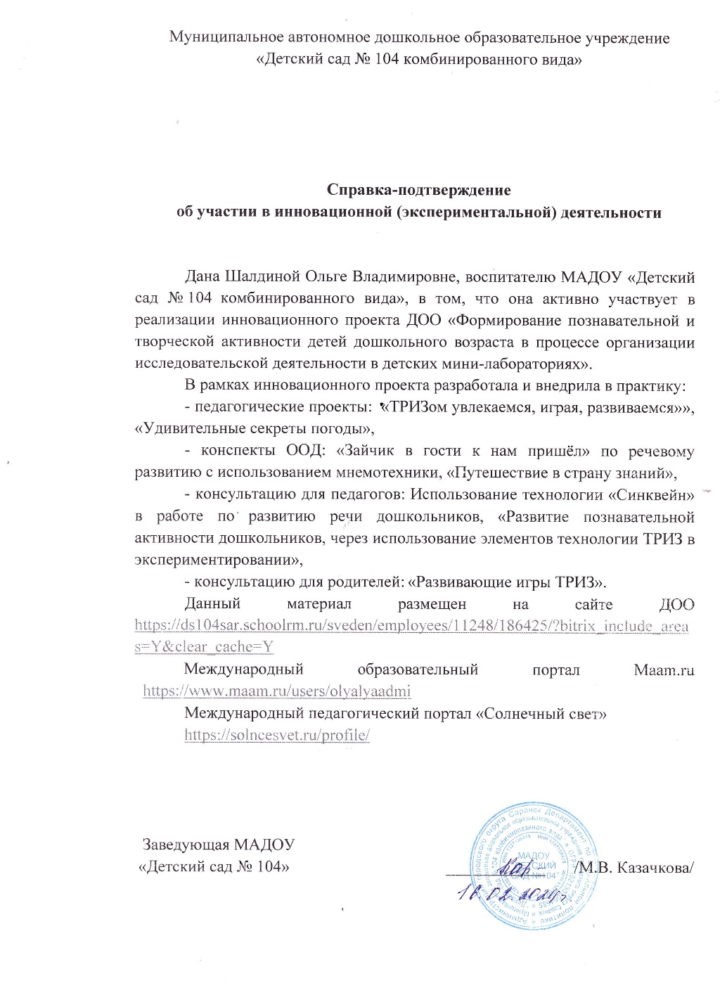 Муниципальное автономное дошкольное образовательное учреждение
«Детский сад № 104 комбинированного вида»
Справка-подтверждение
об участии в инновационной (экспериментальной) деятельности
Дана Шалдиной Ольге Владимировне, воспитателю МАДОУ «Детский
сад № 104 комбинированного вида», в том, что она активно участвует в
реализации инновационного проекта ДОО «Формирование познавательной и
творческой активности детей дошкольного возраста в процессе организации
исследовательской деятельности в детских мини-лабораториях».
В рамках инновационного проекта разработала и внедрила в практику:
- педагогические проекты: «ТРИЗом увлекаемся, играя, развиваемся»»,
«Удивительные секреты погоды»,
- конспекты ООД: «Зайчик в гости к нам пришёл» по речевому
развитию с использованием мнемотехники, «Путешествие в страну знаний»,
- консультацию для педагогов: Использование технологии «Синквейн»
в работе по развитию речи дошкольников, «Развитие познавательной
активности дошкольников, через использование элементов технологии ТРИЗ в
экспериментировании»,
- консультацию для родителей: «Развивающие игры ТРИЗ».
Данный материал размещен на сайте ДОО
https://ds104sar.schoolrm.ru/sveden/employees/11248/186425/?bitrix_include_area
s=Y&clear_cache=Y
Международный образовательный портал Maam.ru
https://www.maam.ru/users/olyalyaadmi
Международный педагогический портал «Солнечный свет»
https://solncesvet.ru/profile/
Заведующая МАДОУ
«Детский сад № 104»
/М.В. Казачкова/
МАДОУ
ДЕТСКИЙ
САД №104
16.02.2024г.